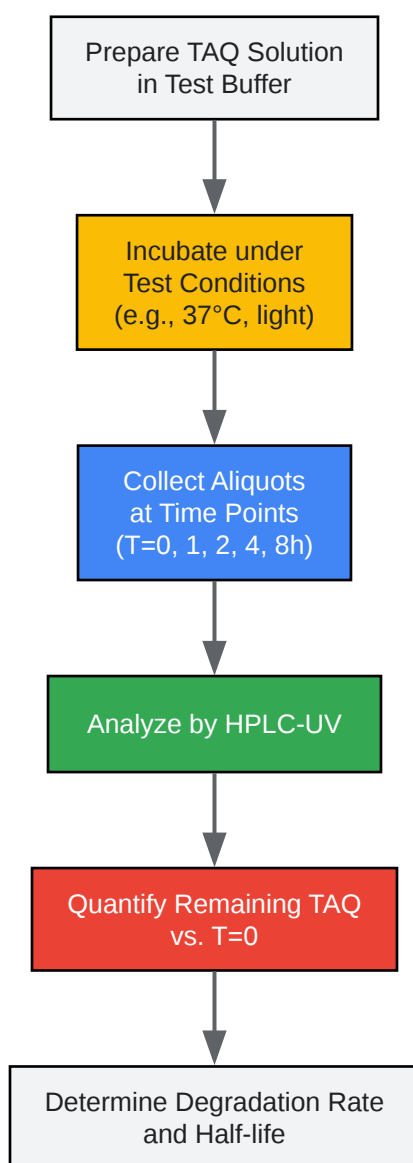 Prepare TAQ Solution
in Test Buffer
Incubate under
Test Conditions
(e.g., 37°C, light)
Collect Aliquots
at Time Points
(T=0, 1, 2, 4, 8h)
Analyze by HPLC-UV
Quantify Remaining TAQ
vs. T=0
Determine Degradation Rate
and Half-life